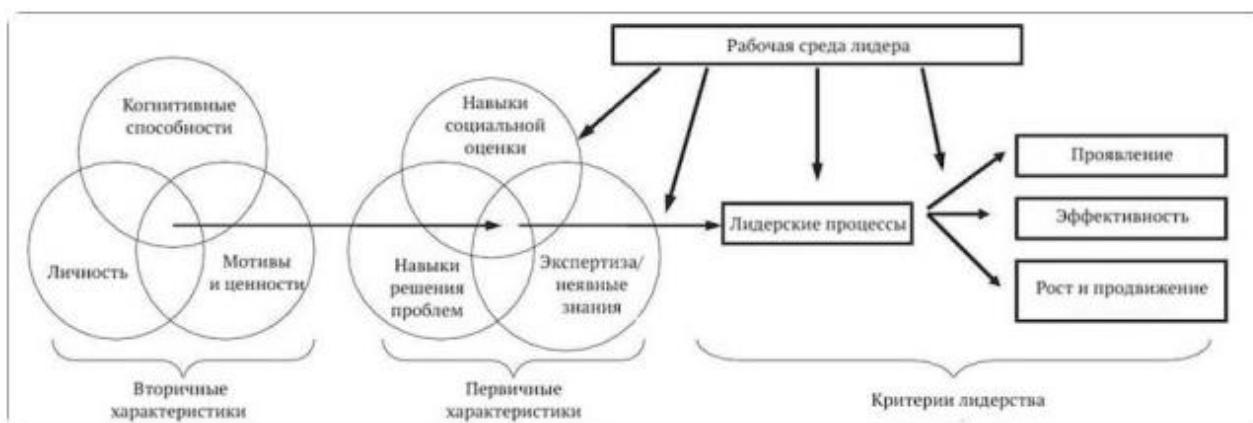 Рабочая среда лидера
Когнитивные
способности
Личность
Мотивы
и ценности
Навыки
социальной
оценки
Навыки
решения
проблем
Экспертиза/
неявные
знания
Лидерские процессы
Проявление
Эффективность
Рост и продвижение
Вторичные
характеристики
Первичные
характеристики
Критерии лидерства